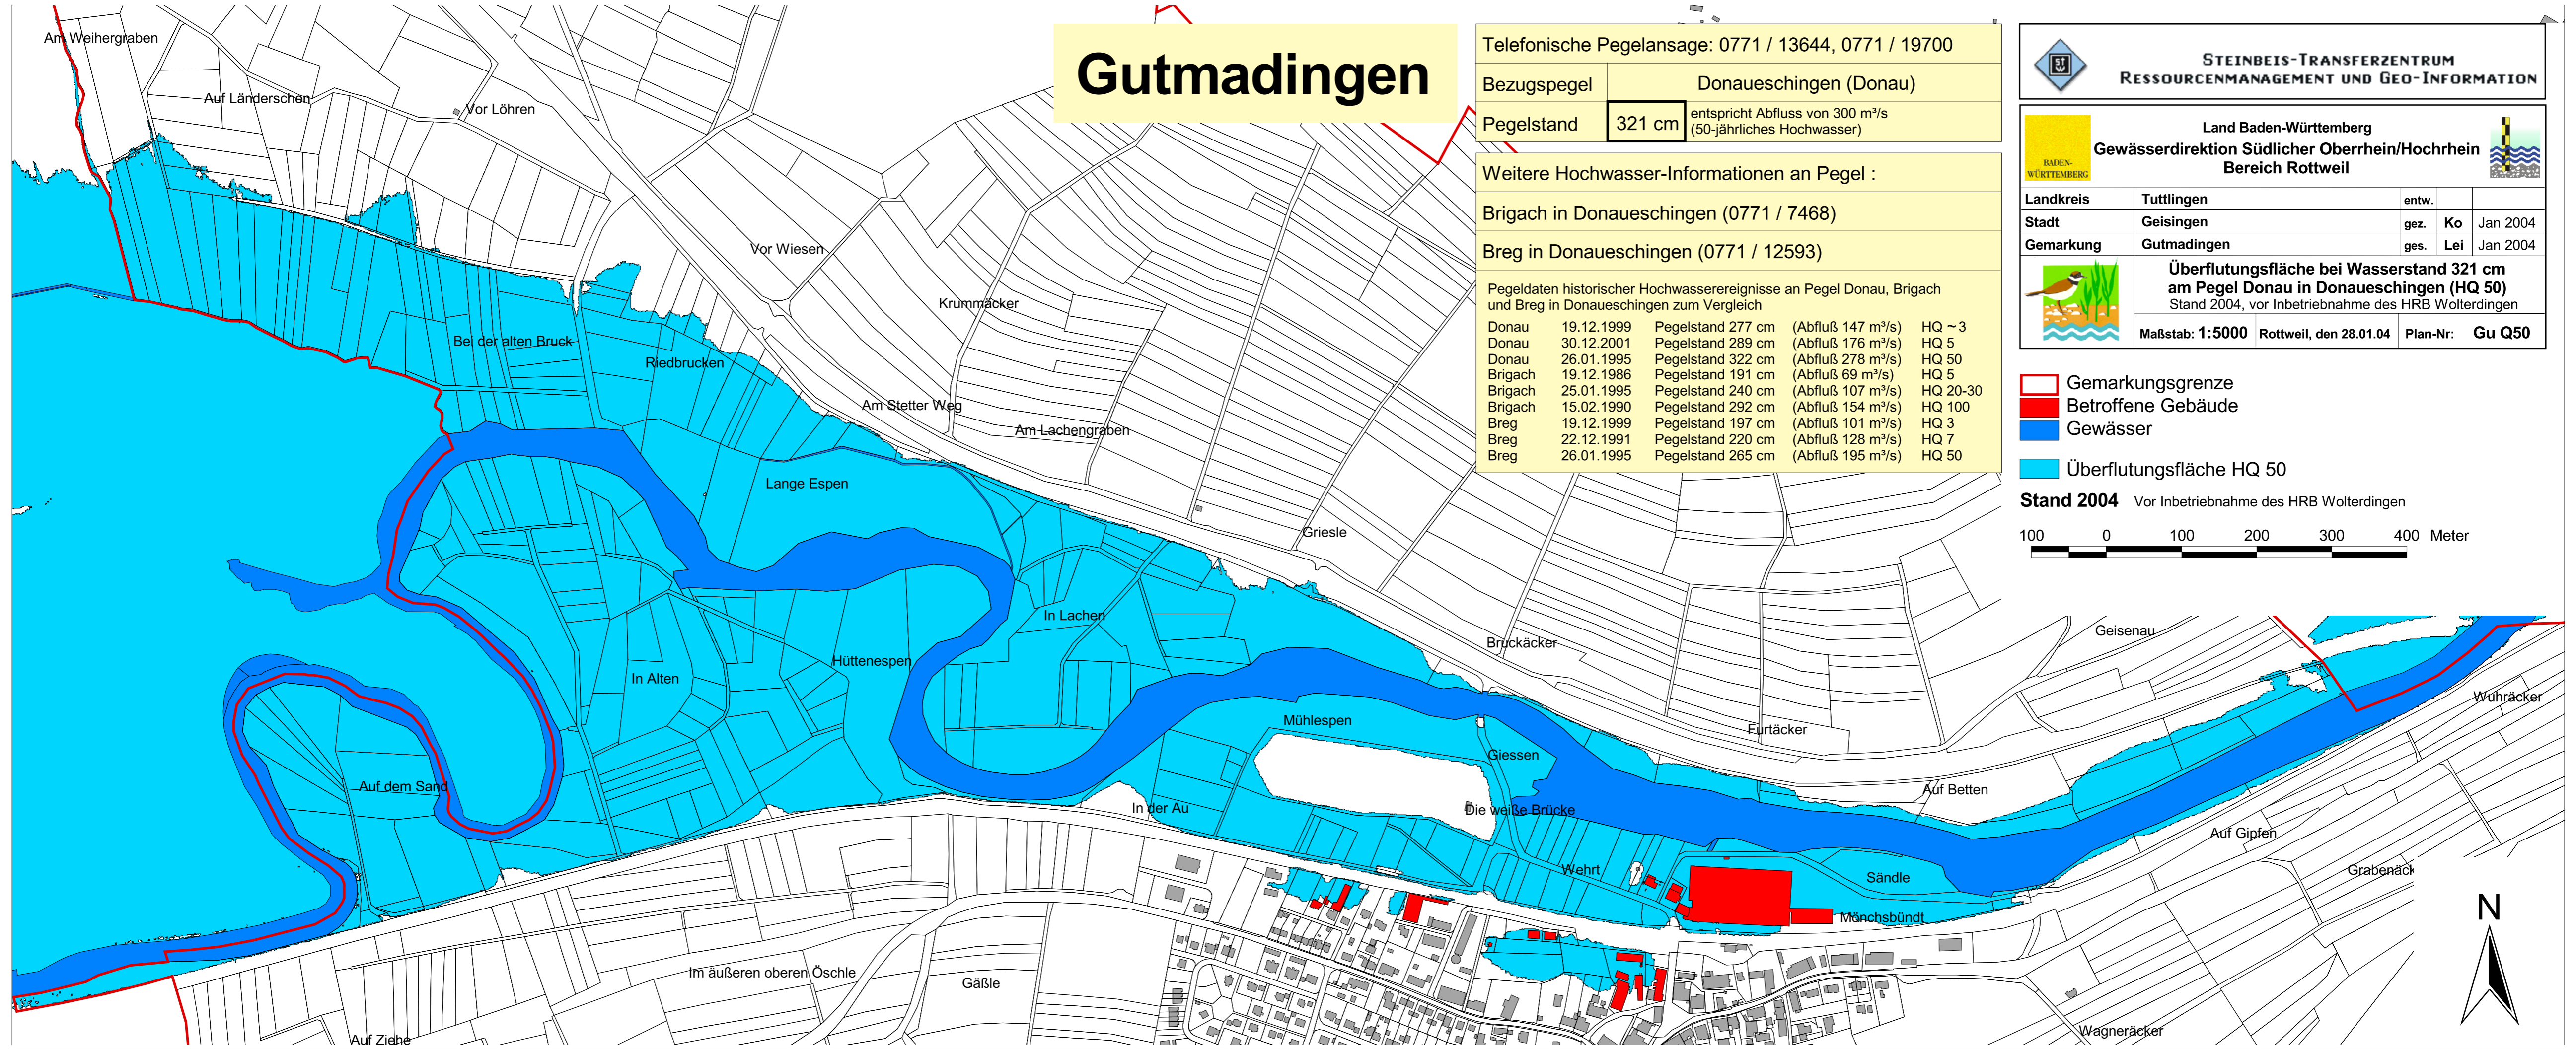 Gutmadingen
Telefonische Pegelansage: 0771 / 13644, 0771 / 19700
Bezugspegel Donaueschingen (Donau)
Pegelstand 321 cm entspricht Abfluss von 300 m³/s
(50-jährliches Hochwasser)
Weitere Hochwasser-Informationen an Pegel :
Brigach in Donaueschingen (0771 / 7468)
Breg in Donaueschingen (0771 / 12593)
Pegeldaten historischer Hochwasserereignisse an Pegel Donau, Brigach
und Breg in Donaueschingen zum Vergleich
Donau 19.12.1999 Pegelstand 277 cm (Abfluß 147 m³/s) HQ ~ 3
Donau 30.12.2001 Pegelstand 289 cm (Abfluß 176 m³/s) HQ 5
Donau 26.01.1995 Pegelstand 322 cm (Abfluß 278 m³/s) HQ 50
Brigach 19.12.1986 Pegelstand 191 cm (Abfluß 69 m³/s) HQ 5
Brigach 25.01.1995 Pegelstand 240 cm (Abfluß 107 m³/s) HQ 20-30
Brigach 15.02.1990 Pegelstand 292 cm (Abfluß 154 m³/s) HQ 100
Breg 19.12.1999 Pegelstand 197 cm (Abfluß 101 m³/s) HQ 3
Breg 22.12.1991 Pegelstand 220 cm (Abfluß 128 m³/s) HQ 7
Breg 26.01.1995 Pegelstand 265 cm (Abfluß 195 m³/s) HQ 50
STEINBEIS-TRANSFERZENTRUM
RESSOURCENMANAGEMENT UND GEO-INFORMATION
BADEN-
WÜRTTEMBERG
Land Baden-Württemberg
Gewässerdirektion Südlicher Oberrhein/Hochrhein
Bereich Rottweil
Landkreis Tuttlingen entw.
Stadt Geisingen gez. Ko Jan 2004
Gemarkung Gutmadingen ges. Lei Jan 2004
Überflutungsfläche bei Wasserstand 321 cm
am Pegel Donau in Donaueschingen (HQ 50)
Stand 2004, vor Inbetriebnahme des HRB Wolterdingen
Maßstab: 1:5000 Rottweil, den 28.01.04 Plan-Nr: Gu Q50
Gemarkungsgrenze
Betroffene Gebäude
Gewässer
Überflutungsfläche HQ 50
Stand 2004 Vor Inbetriebnahme des HRB Wolterdingen
100 0 100 200 300 400 Meter
Am Weihergraben
Auf Länderschen
Vor Löhren
Vor Wiesen
Krummäcker
Bei der alten Bruck
Riedbrucken
Am Stetter Weg
Am Lachengraben
Lange Espen
Griesle
In Lachen
Geisenau
Bruckäcker
Hüttenespen
In Alten
Wuhräcker
Mühlespen
Furtäcker
Giessen
Auf dem Sand
Auf Betten
In der Au
Die weiße Brücke
Auf Gipfen
Wehrt
Sändle
Grabenäck
Mönchsbündt
N
Im äußeren oberen Öschle
Gäßle
Wagneräcker
Auf Ziehe